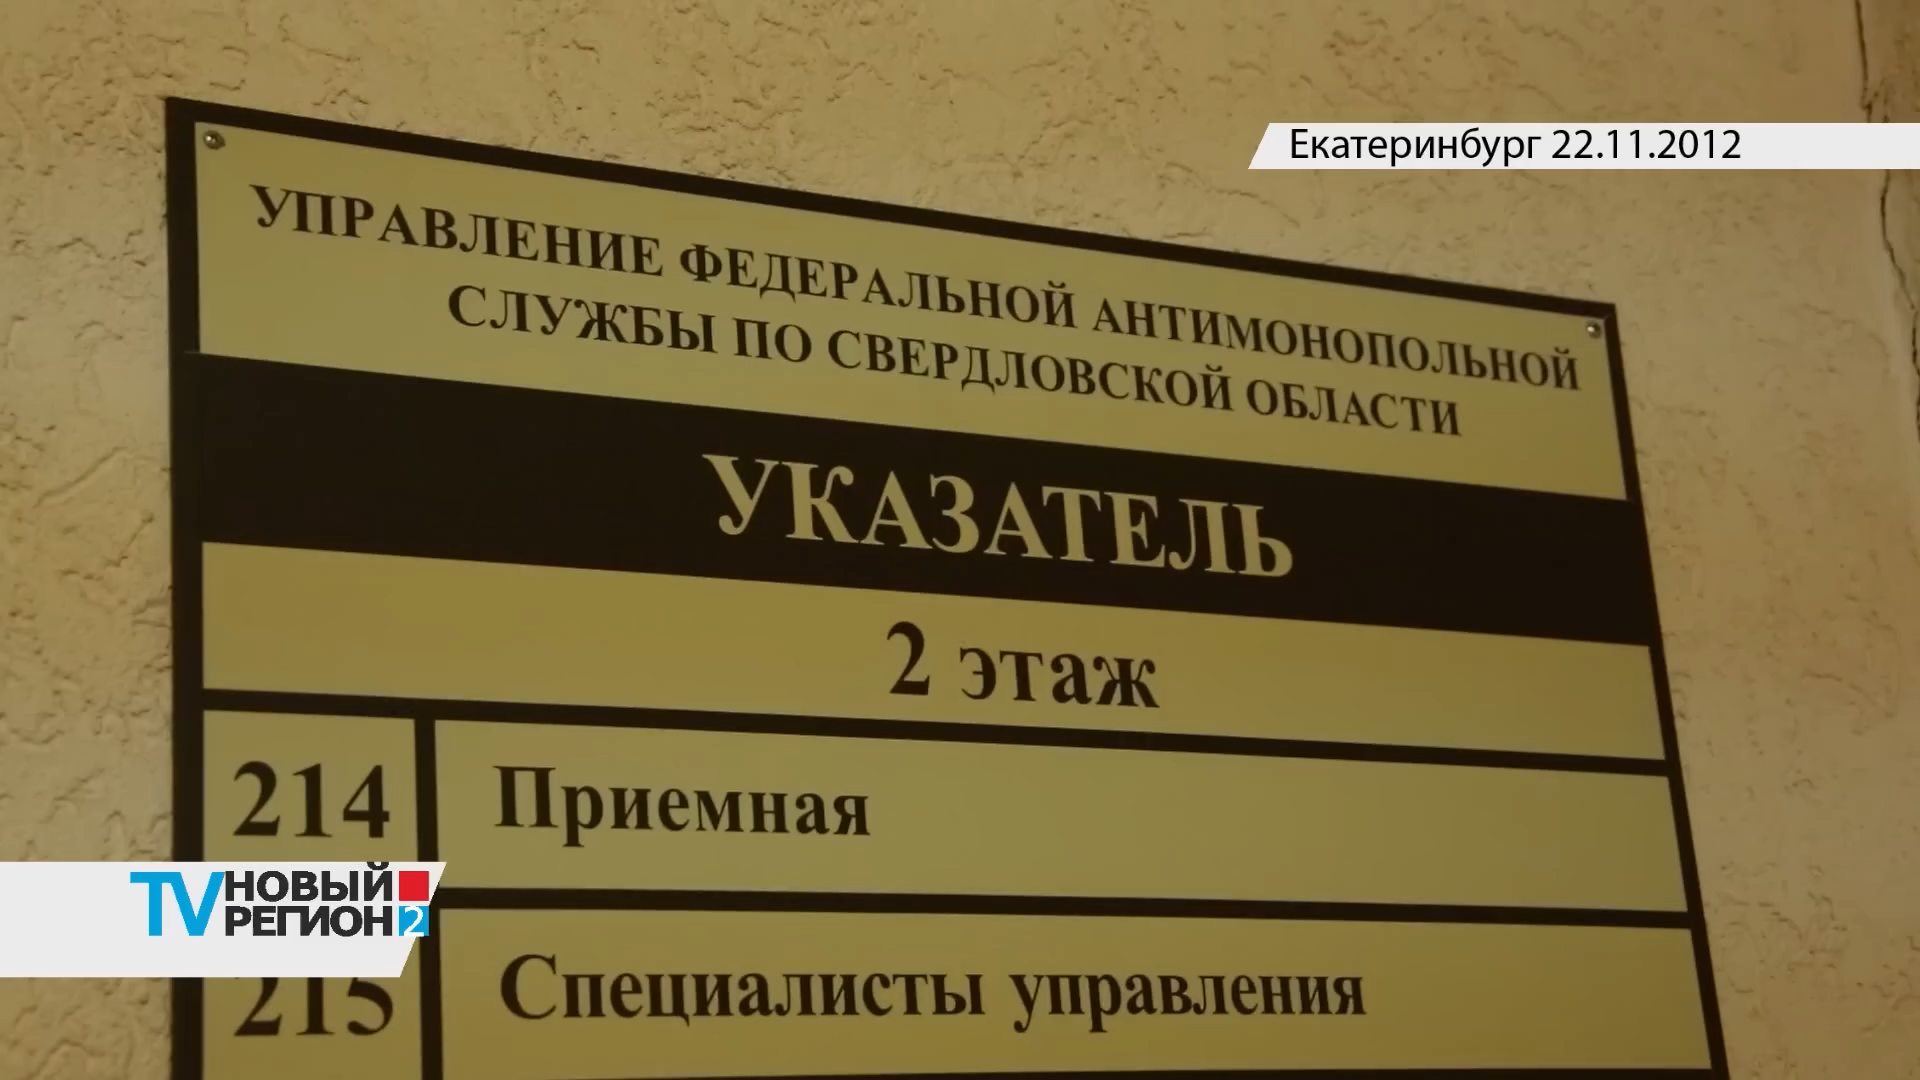 Екатеринбург 22.11.2012
УПРАВЛЕНИЕ ФЕДЕРАЛЬНОЙ АНТИМОНОПОЛЬНОЙ
СЛУЖБЫ ПО СВЕРДЛОВСКОЙ ОБЛАСТИ
УКАЗАТЕЛЬ
2 этаж
214 Приемная
215 Специалисты управления
TV НОВЫЙ
РЕГИОН 2